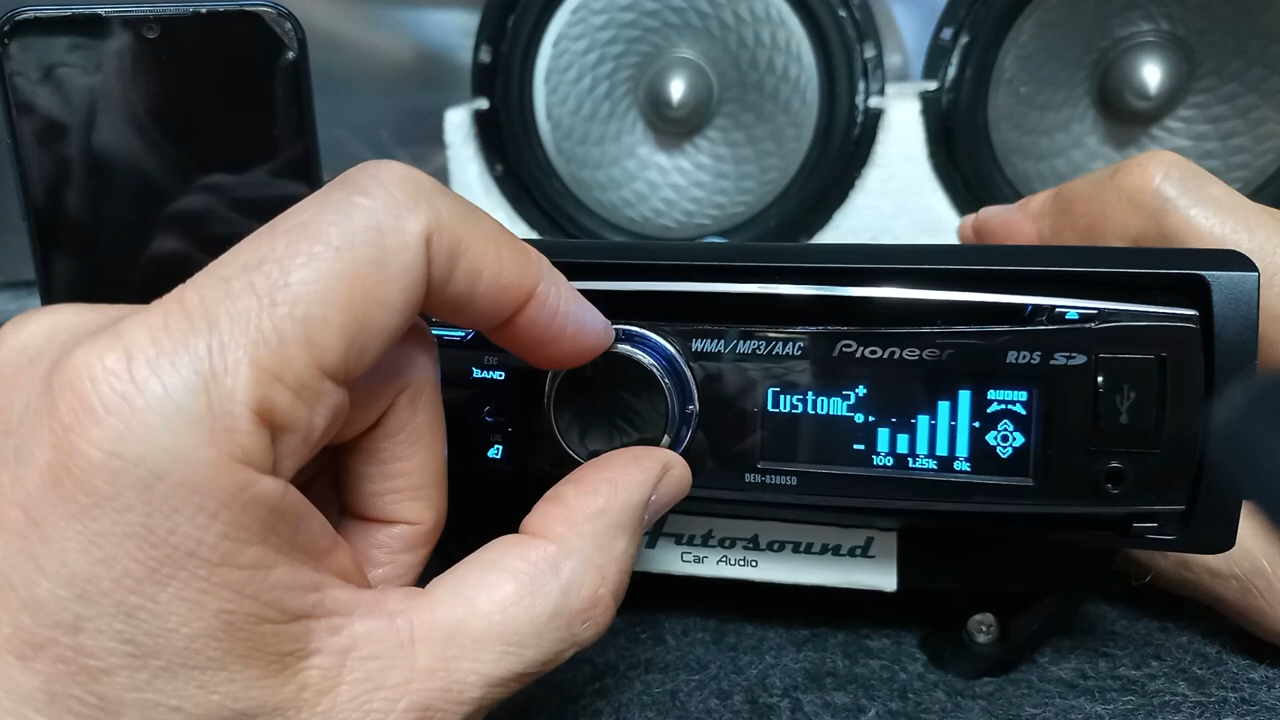 WMA/MP3/AAC
Pioneer
RDS SD
ESC
BAND
Custom2
+
0
−
100 1.25k 8k
AUDIO
DEH-8380SD
Autosound
Car Audio